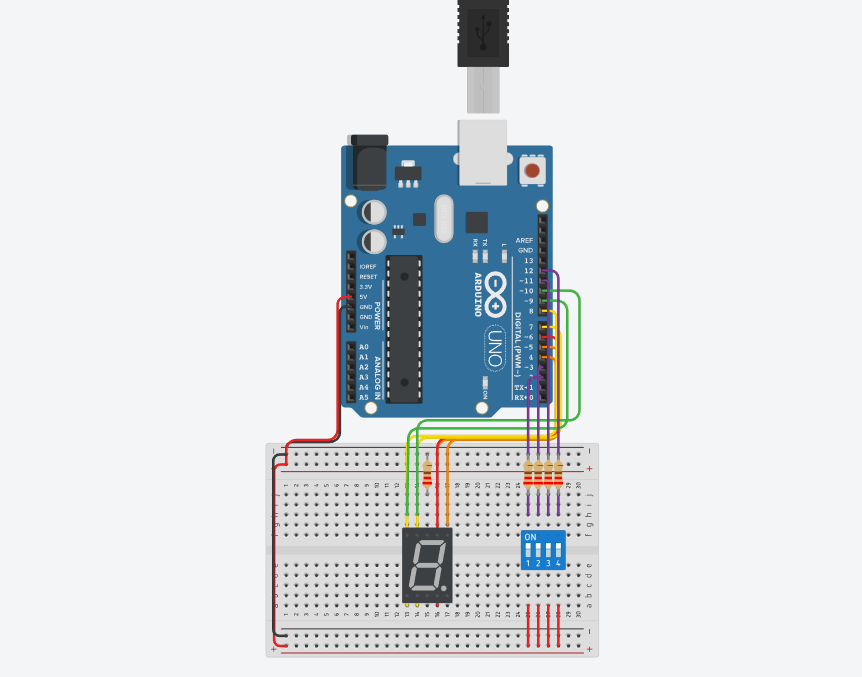 AREF
GND
13
12
~11
~10
~9
8
7
~6
~5
4
~3
TX→1
RX←0
IOREF
RESET
3.3V
5V
GND
GND
Vin
A0
A1
A2
A3
A4
A5
POWER
ANALOG IN
RX
TX
L
ARDUINO
UNO
DIGITAL (PWM~)
ON
ON
1 2 3 4